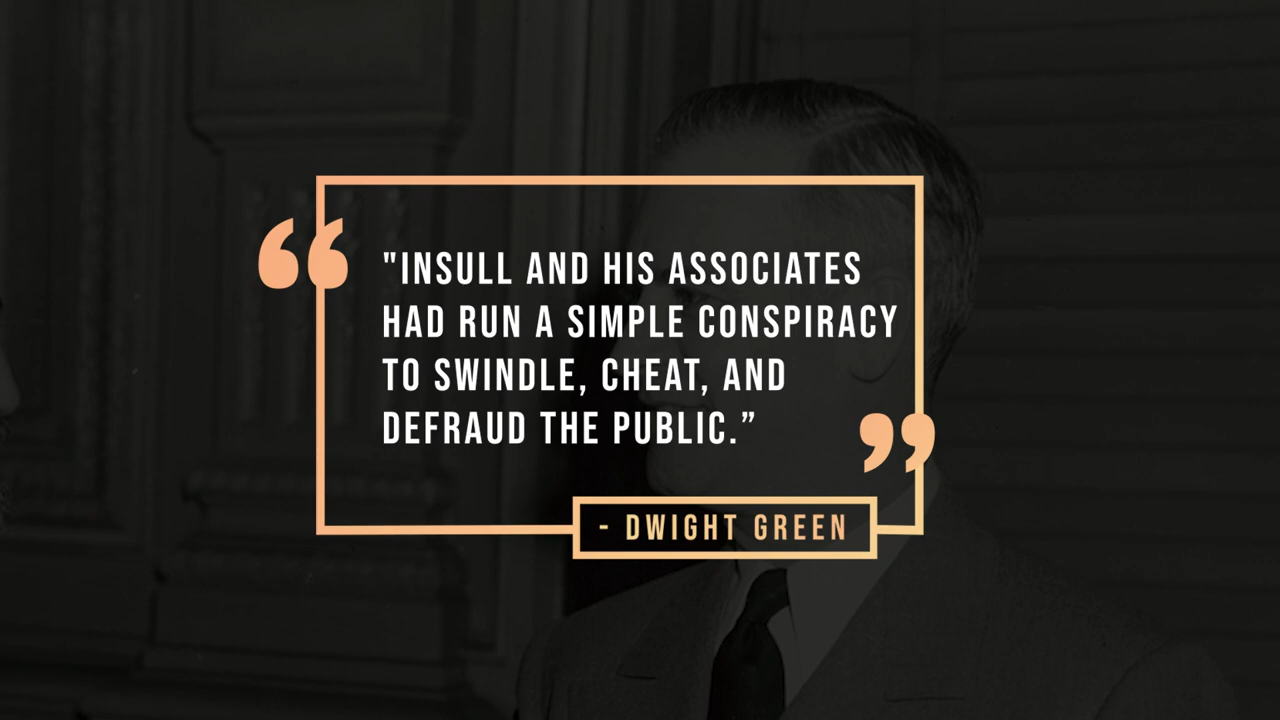 "INSULL AND HIS ASSOCIATES
HAD RUN A SIMPLE CONSPIRACY
TO SWINDLE, CHEAT, AND
DEFRAUD THE PUBLIC.”
- DWIGHT GREEN